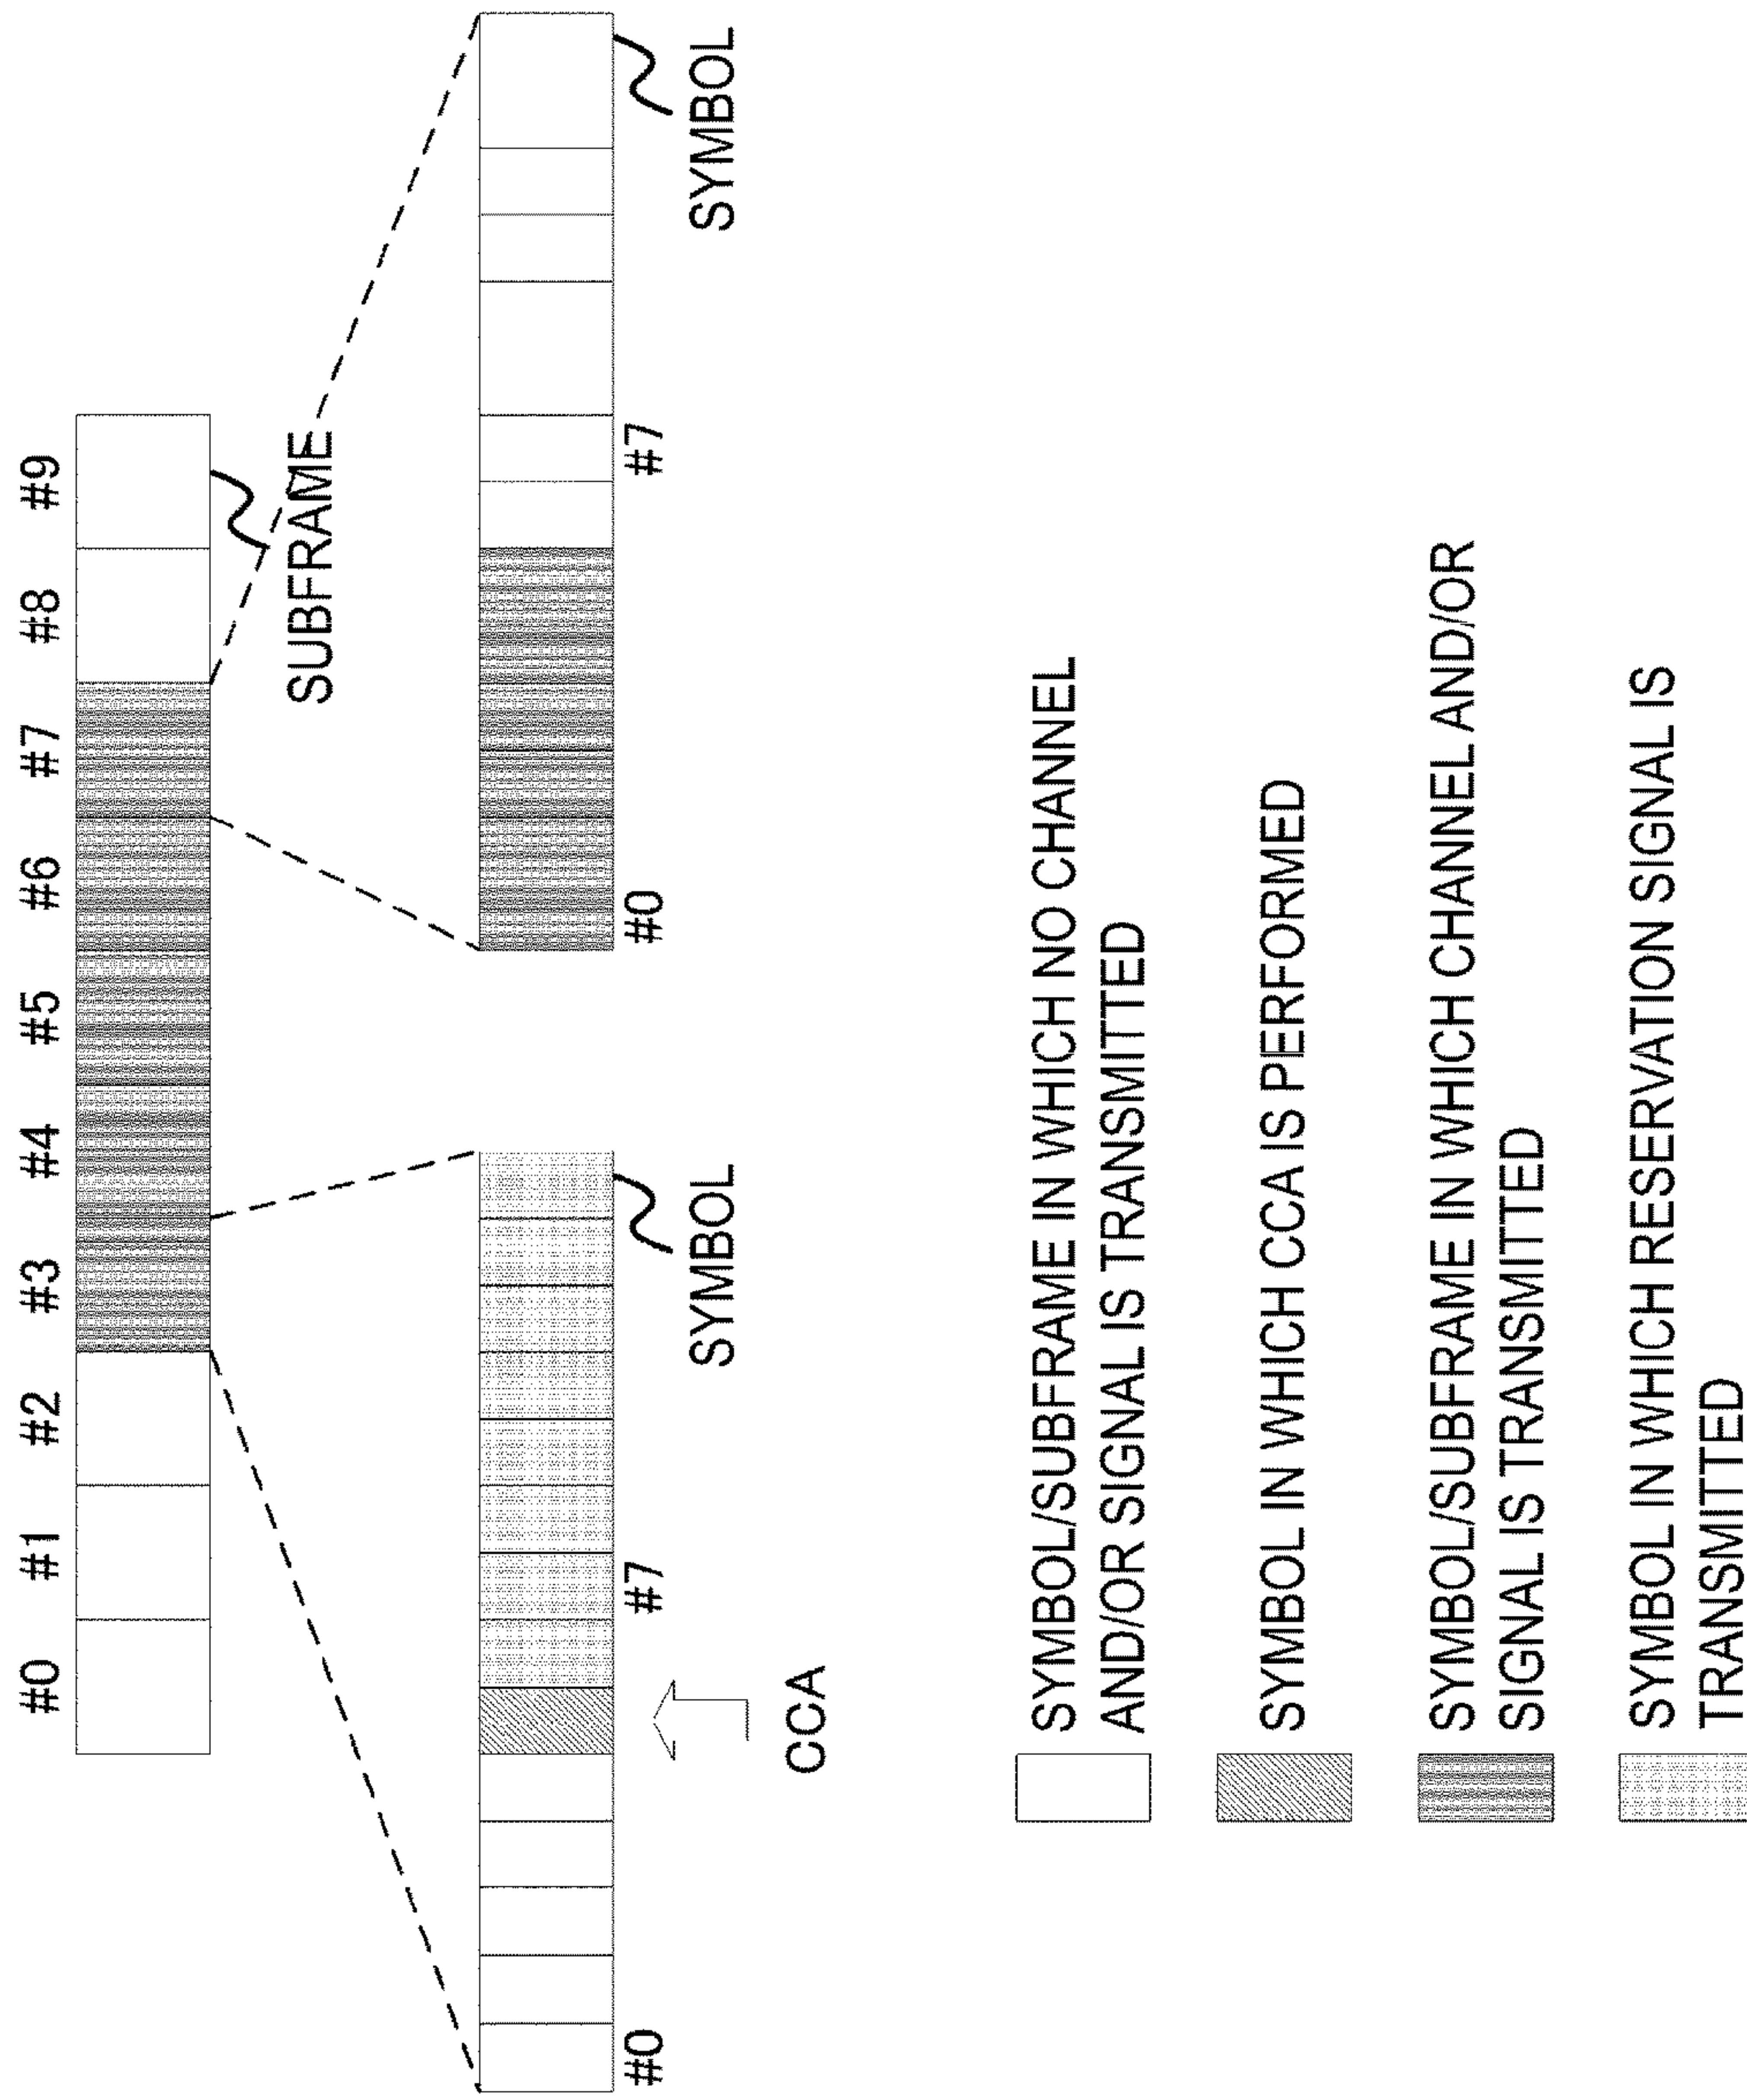 #0 #1 #2 #3 #4 #5 #6 #7 #8 #9
SUBFRAME
#0 #7
#0 #7
SYMBOL
SYMBOL
CCA
SYMBOL/SUBFRAME IN WHICH NO CHANNEL
AND/OR SIGNAL IS TRANSMITTED
SYMBOL IN WHICH CCA IS PERFORMED
SYMBOL/SUBFRAME IN WHICH CHANNEL AND/OR
SIGNAL IS TRANSMITTED
SYMBOL IN WHICH RESERVATION SIGNAL IS
TRANSMITTED